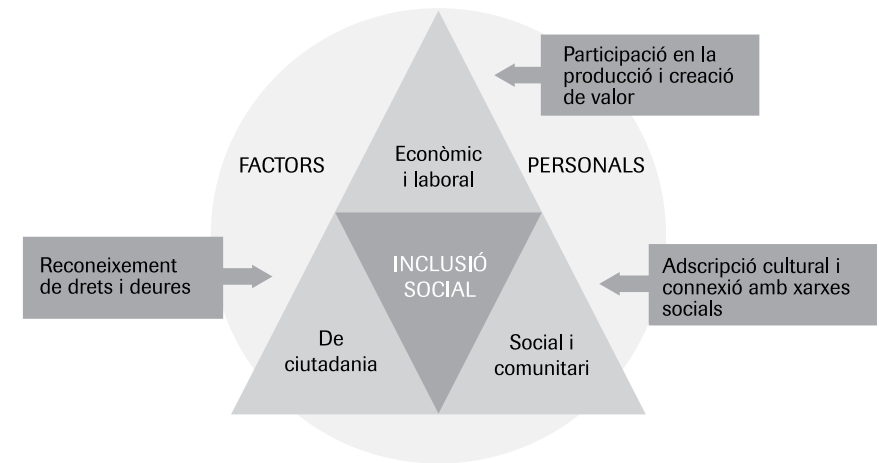 Participació en la
producció i creació
de valor
Econòmic
i laboral
FACTORS
PERSONALS
Reconeixement
de drets i deures
INCLUSIÓ
SOCIAL
Adscripció cultural i
connexió amb xarxes
socials
De
ciutadania
Social i
comunitari